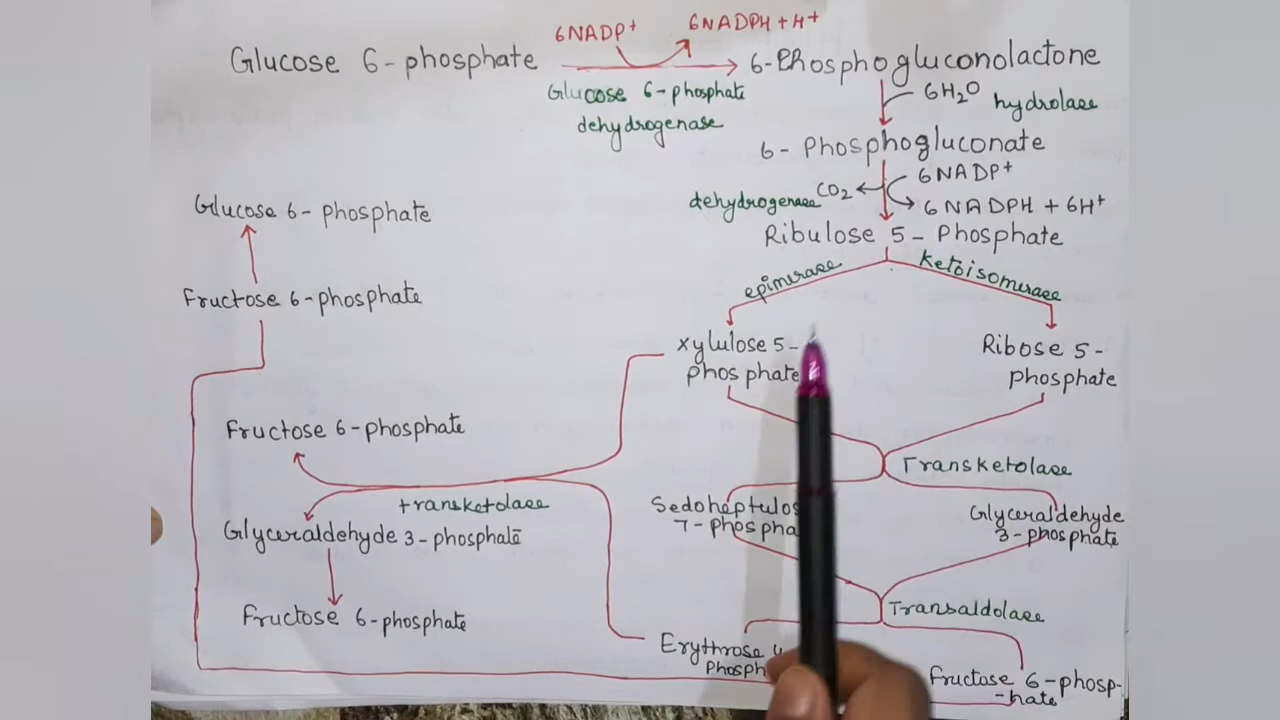 6NADP+
6NADPH + H+
Glucose 6-phosphate
6-Phosphogluconolactone
Glucose 6-phosphate
dehydrogenase
6H2O
hydrolase
6-Phosphogluconate
6NADP+
CO2
dehydrogenase
6NADPH + 6H+
Ribulose 5-Phosphate
Glucose 6-phosphate
epimerase
ketoisomerase
Fructose 6-phosphate
xylulose 5-
phosphate
Ribose 5-
phosphate
Fructose 6-phosphate
Transketolase
transketolase
Glyceraldehyde 3-phosphate
7-
Glyceraldehyde
3-phosphate
Fructose 6-phosphate
Transaldolase
Erythrose
Fructose 6-phosp-
-hate